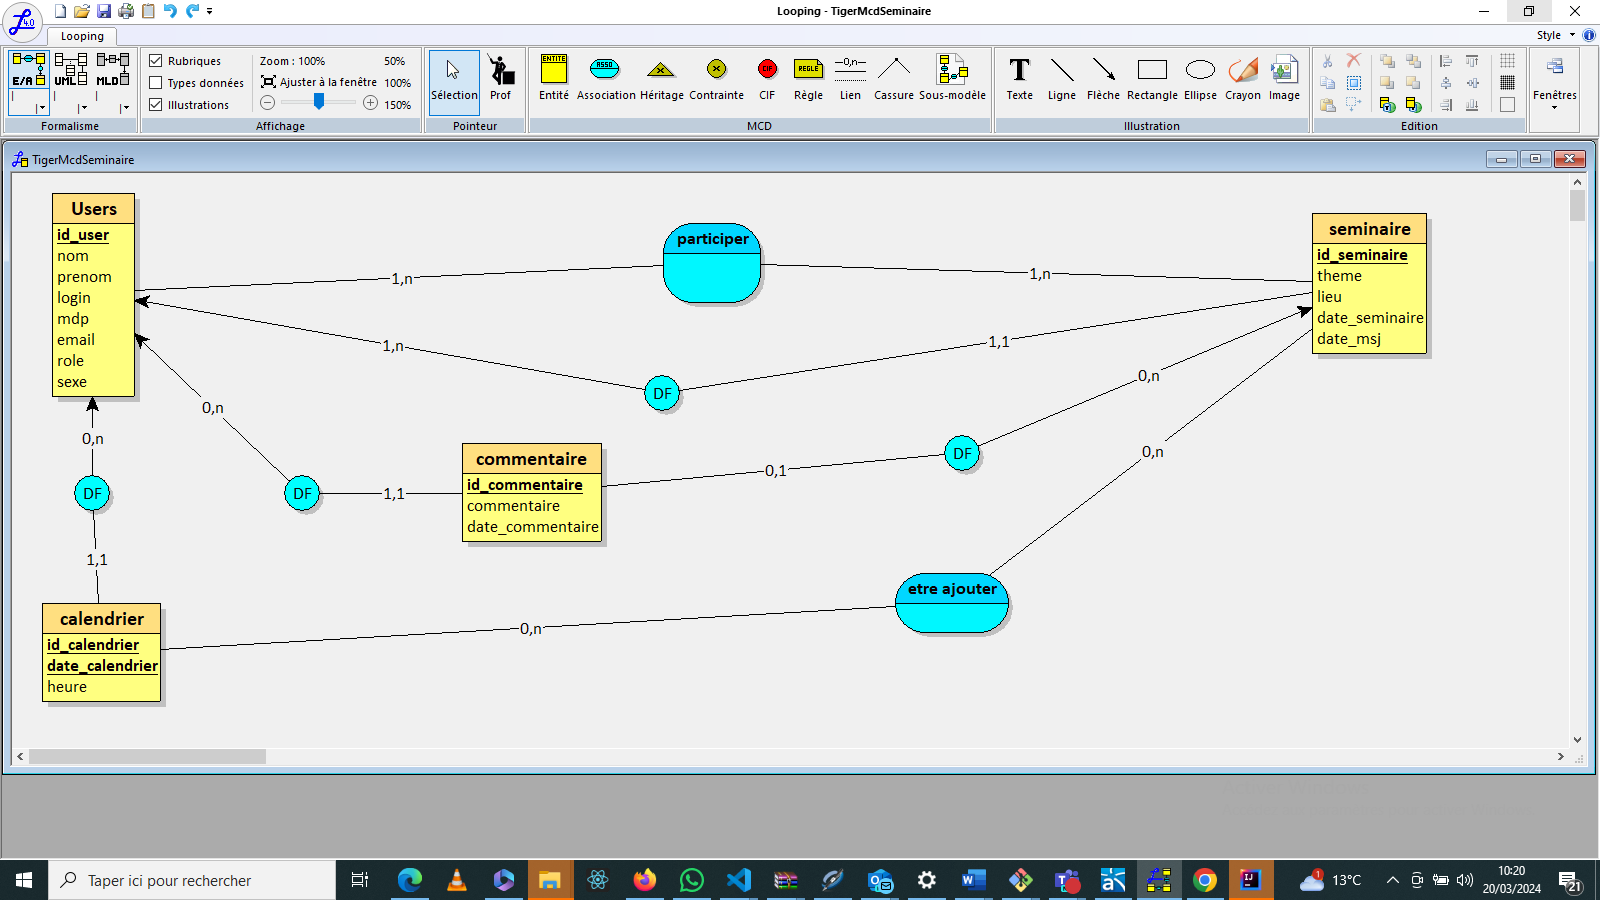 Looping - TigerMcdSeminaire
4.0
Looping
Style
E/A UML MLD
Formalisme
Rubriques
Types données
Illustrations
Zoom : 100% 50%
Ajuster à la fenêtre 100%
150%
Affichage
Sélection Prof
Pointeur
ENTITE ASSO CIF REGLE —0,n—
Entité Association Héritage Contrainte CIF Règle Lien Cassure Sous-modèle
MCD
Texte Ligne Flèche Rectangle Ellipse Crayon Image
Illustration
Edition
Fenêtres
TigerMcdSeminaire
Users
id_user
nom
prenom
login
mdp
email
role
sexe
participer
seminaire
id_seminaire
theme
lieu
date_seminaire
date_msj
1,n
1,n
1,n
1,1
DF
0,n
0,n
0,n
DF
DF
1,1
commentaire
id_commentaire
commentaire
date_commentaire
0,1
DF
0,n
1,1
etre ajouter
0,n
calendrier
id_calendrier
date_calendrier
heure
Taper ici pour rechercher
1
13°C
10:20
20/03/2024
21